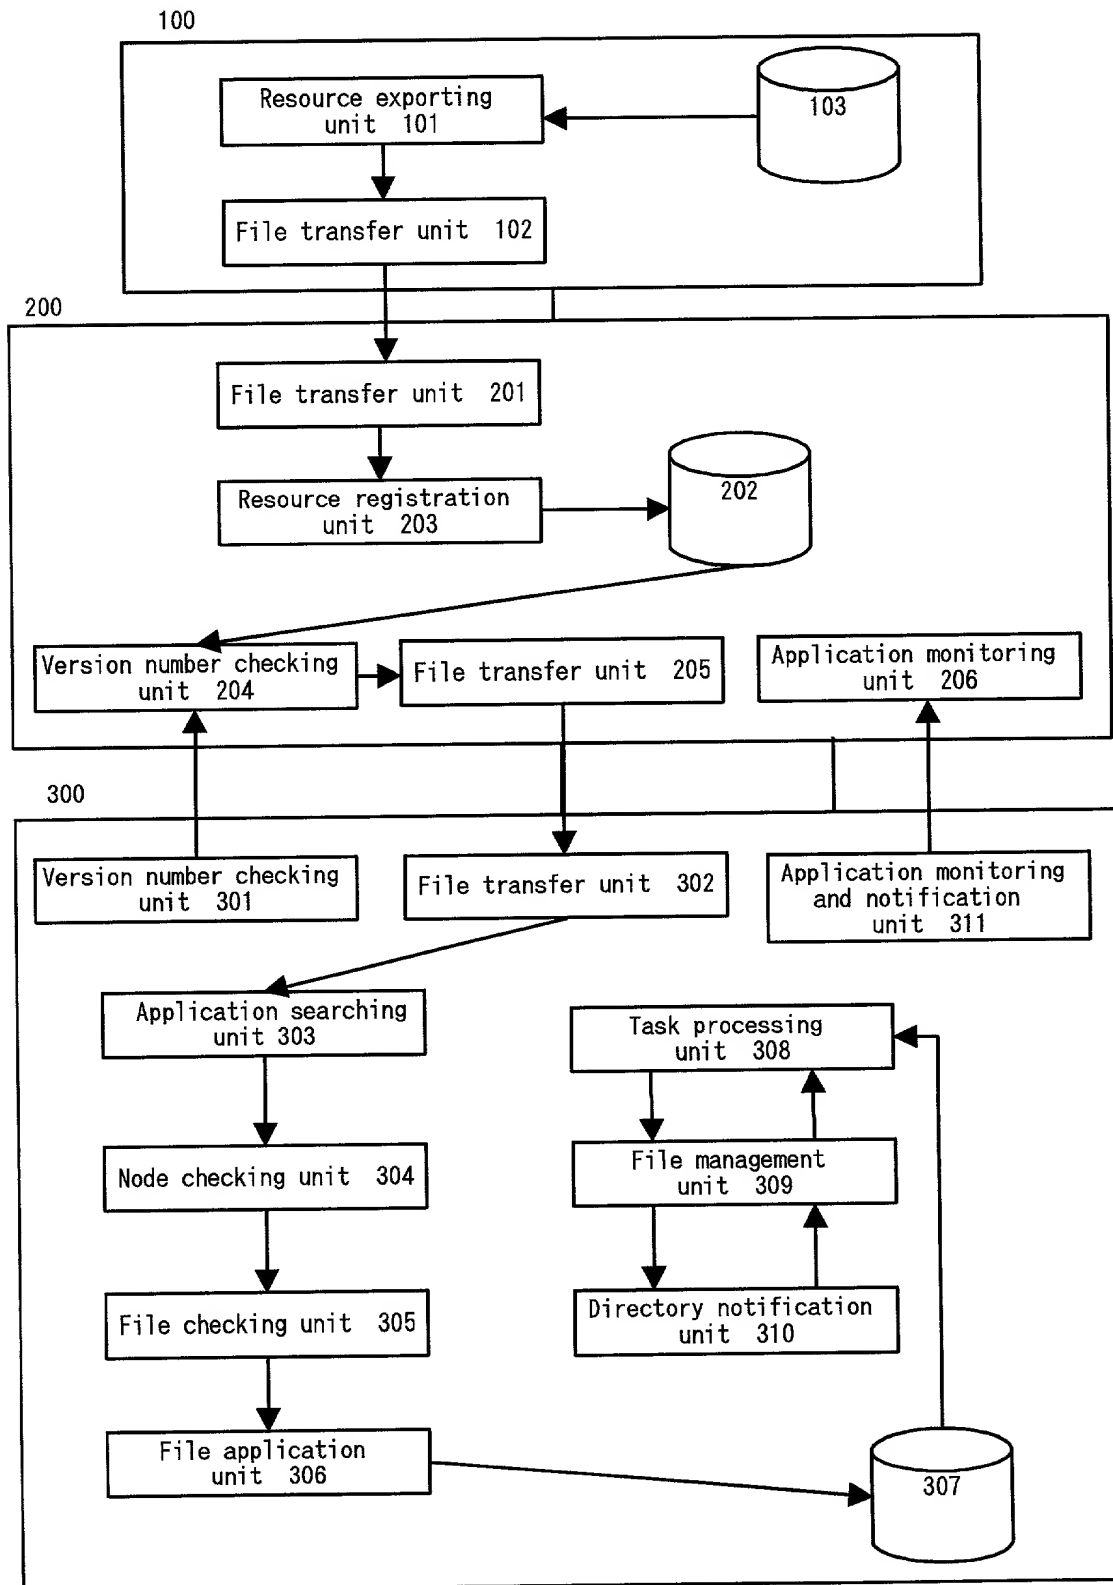 100
Resource exporting
unit 101
103
File transfer unit 102
200
File transfer unit 201
Resource registration
unit 203
202
Version number checking
unit 204
File transfer unit 205
Application monitoring
unit 206
300
Version number checking
unit 301
File transfer unit 302
Application monitoring
and notification
unit 311
Application searching
unit 303
Task processing
unit 308
Node checking unit 304
File management
unit 309
File checking unit 305
Directory notification
unit 310
File application
unit 306
307